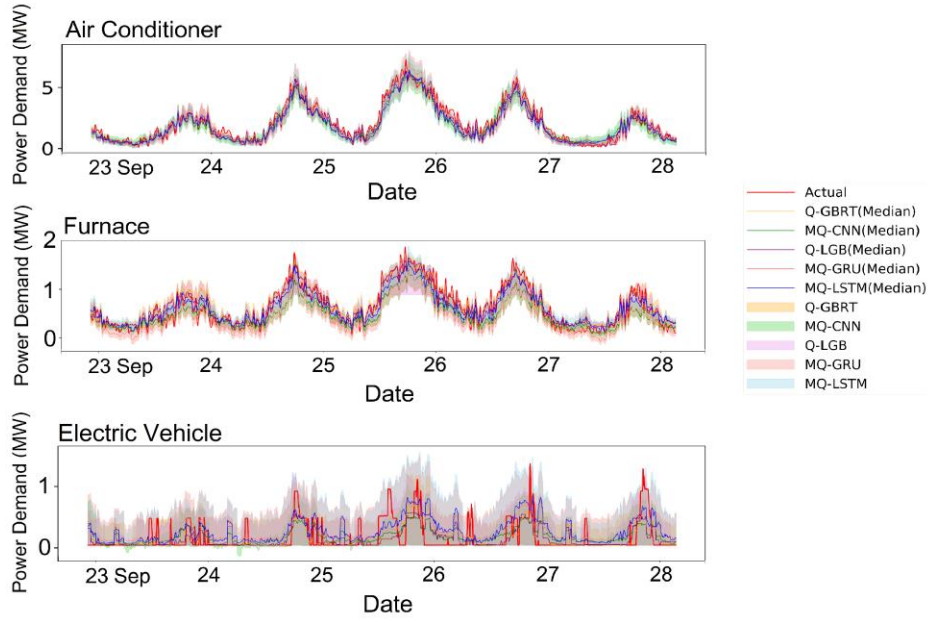 Air Conditioner
Power Demand (MW)
5
0
23 Sep 24 25 26 27 28
Date
Furnace
Power Demand (MW)
2
1
0
23 Sep 24 25 26 27 28
Date
Electric Vehicle
Power Demand (MW)
1
0
23 Sep 24 25 26 27 28
Date
Actual
Q-GBRT(Median)
MQ-CNN(Median)
Q-LGB(Median)
MQ-GRU(Median)
MQ-LSTM(Median)
Q-GBRT
MQ-CNN
Q-LGB
MQ-GRU
MQ-LSTM